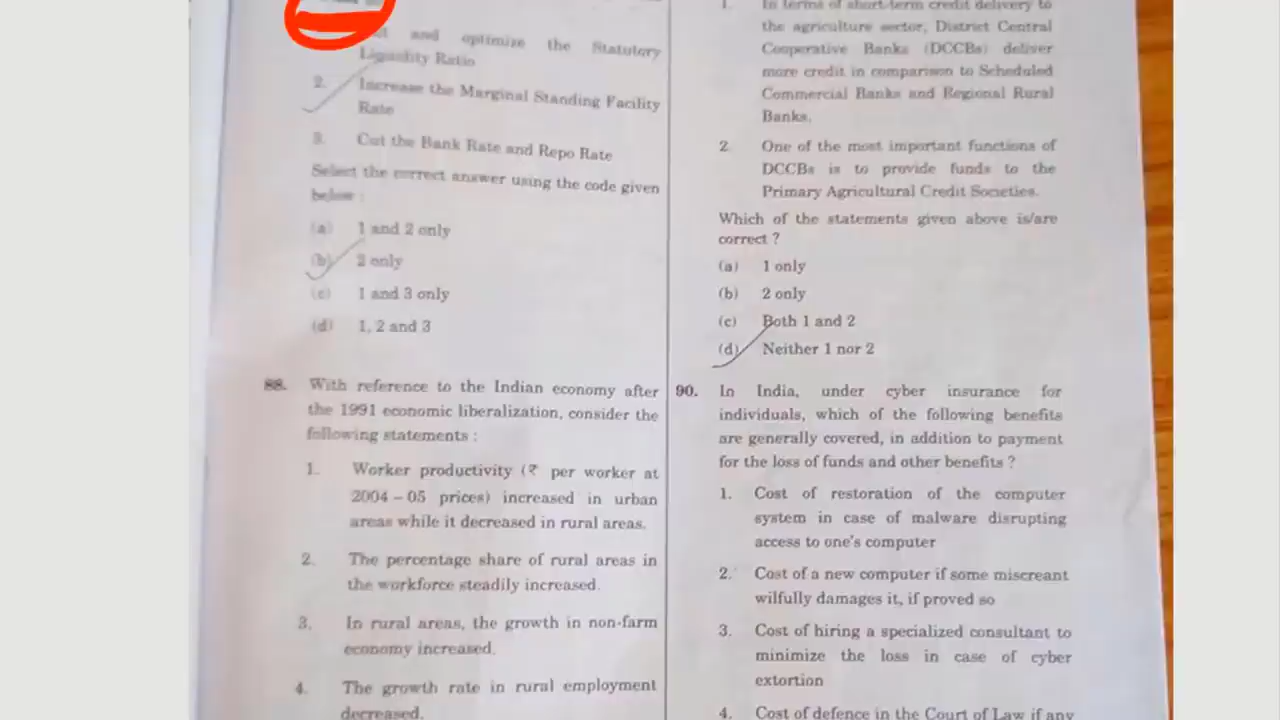 and optimize the Statutory
Liquidity Ratio
2. Increase the Marginal Standing Facility
Rate
3. Cut the Bank Rate and Repo Rate
Select the correct answer using the code given
below :
(a) 1 and 2 only
(b) 2 only
(c) 1 and 3 only
(d) 1, 2 and 3
88. With reference to the Indian economy after
the 1991 economic liberalization, consider the
following statements :
1. Worker productivity (₹ per worker at
2004 – 05 prices) increased in urban
areas while it decreased in rural areas.
2. The percentage share of rural areas in
the workforce steadily increased.
3. In rural areas, the growth in non-farm
economy increased.
4. The growth rate in rural employment
decreased.
1. In terms of short-term credit delivery to
the agriculture sector, District Central
Cooperative Banks (DCCBs) deliver
more credit in comparison to Scheduled
Commercial Banks and Regional Rural
Banks.
2. One of the most important functions of
DCCBs is to provide funds to the
Primary Agricultural Credit Societies.
Which of the statements given above is/are
correct ?
(a) 1 only
(b) 2 only
(c) Both 1 and 2
(d) Neither 1 nor 2
90. In India, under cyber insurance for
individuals, which of the following benefits
are generally covered, in addition to payment
for the loss of funds and other benefits ?
1. Cost of restoration of the computer
system in case of malware disrupting
access to one's computer
2. Cost of a new computer if some miscreant
wilfully damages it, if proved so
3. Cost of hiring a specialized consultant to
minimize the loss in case of cyber
extortion
4. Cost of defence in the Court of Law if any